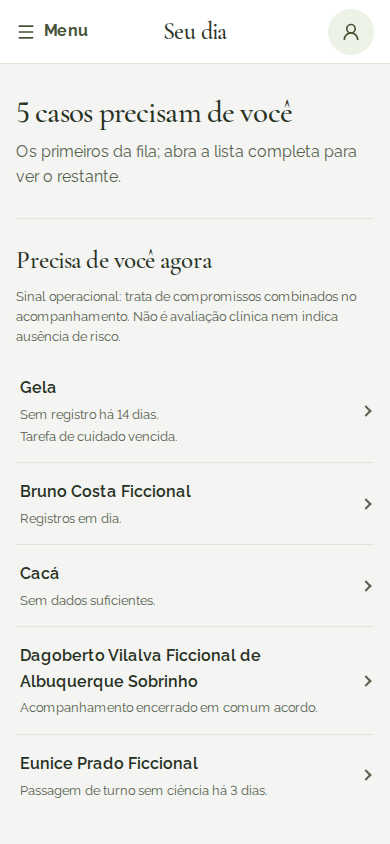 Menu
Seu dia
5 casos precisam de você
Os primeiros da fila; abra a lista completa para
ver o restante.
Precisa de você agora
Sinal operacional: trata de compromissos combinados no
acompanhamento. Não é avaliação clínica nem indica
ausência de risco.
Gela
Sem registro há 14 dias.
Tarefa de cuidado vencida.
Bruno Costa Ficcional
Registros em dia.
Cacá
Sem dados suficientes.
Dagoberto Vilalva Ficcional de
Albuquerque Sobrinho
Acompanhamento encerrado em comum acordo.
Eunice Prado Ficcional
Passagem de turno sem ciência há 3 dias.